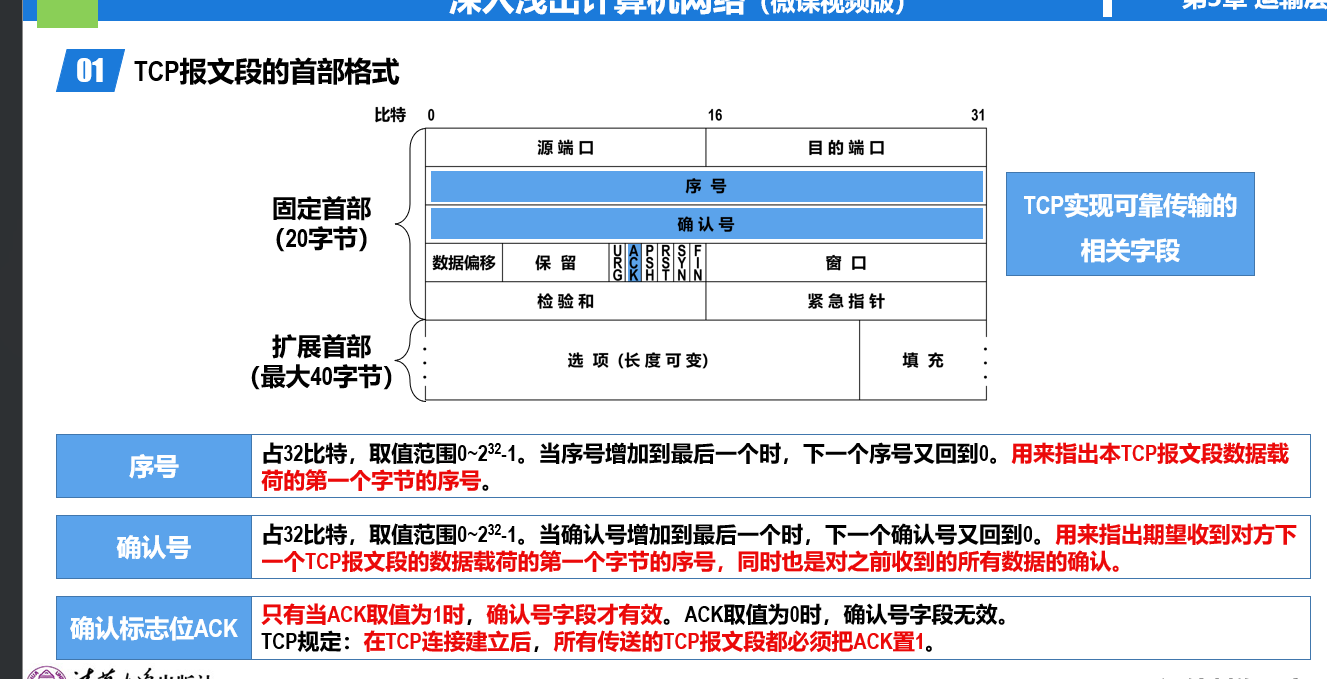 深入浅出计算机网络（微课视频版）
第5章 运输层
01 TCP报文段的首部格式
比特 0 16 31
源端口 目的端口
序号
固定首部
（20字节）
确认号
数据偏移 保留 URG ACK PSH RST SYN FIN 窗口
检验和 紧急指针
扩展首部
（最大40字节）
选项（长度可变） 填充
TCP实现可靠传输的
相关字段
序号
占32比特，取值范围0~2³²-1。当序号增加到最后一个时，下一个序号又回到0。用来指出本TCP报文段数据载
荷的第一个字节的序号。
确认号
占32比特，取值范围0~2³²-1。当确认号增加到最后一个时，下一个确认号又回到0。用来指出期望收到对方下
一个TCP报文段的数据载荷的第一个字节的序号，同时也是对之前收到的所有数据的确认。
确认标志位ACK
只有当ACK取值为1时，确认号字段才有效。ACK取值为0时，确认号字段无效。
TCP规定：在TCP连接建立后，所有传送的TCP报文段都必须把ACK置1。
清华大学出版社